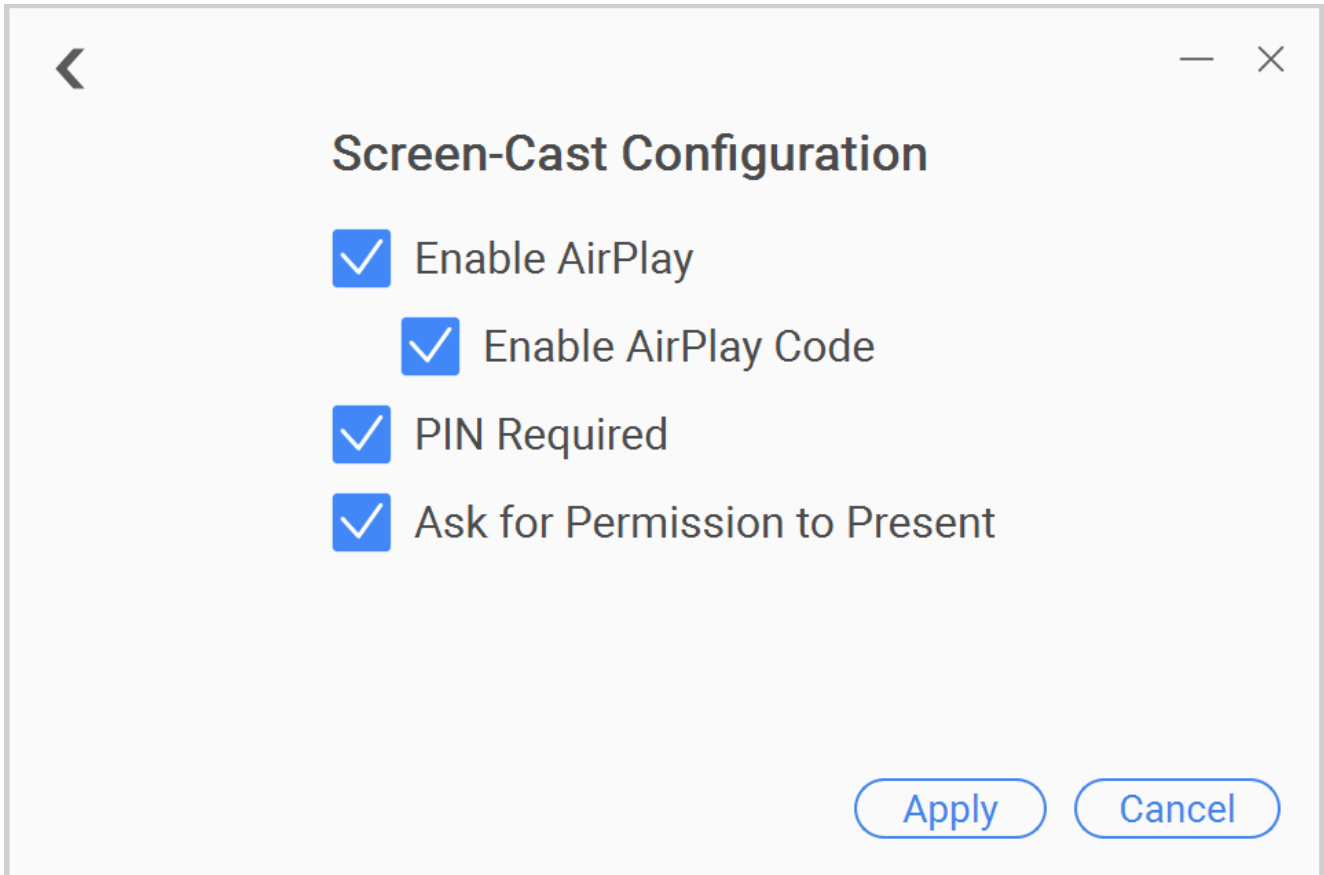 Screen-Cast Configuration
Enable AirPlay
Enable AirPlay Code
PIN Required
Ask for Permission to Present
Apply Cancel